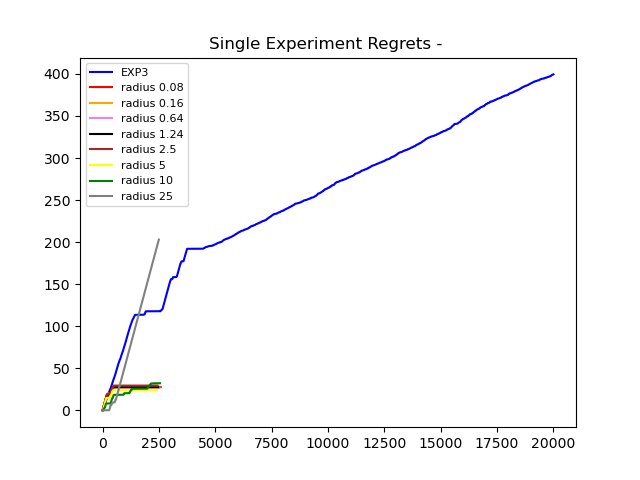 Single Experiment Regrets -
EXP3
radius 0.08
radius 0.16
radius 0.64
radius 1.24
radius 2.5
radius 5
radius 10
radius 25
400
350
300
250
200
150
100
50
0
0 2500 5000 7500 10000 12500 15000 17500 20000